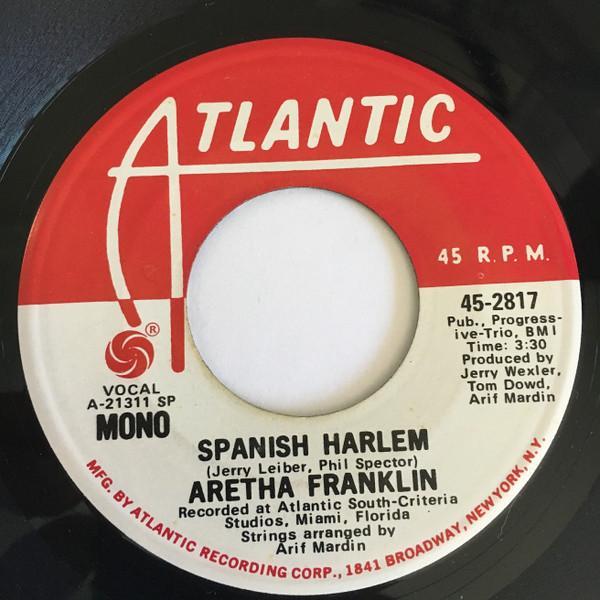 ATLANTIC
45 R.P.M.
®
VOCAL
A-21311 SP
MONO
45-2817
Pub., Progress-
ive-Trio, BMI
Time: 3:30
Produced by
Jerry Wexler,
Tom Dowd,
Arif Mardin
SPANISH HARLEM
(Jerry Leiber, Phil Spector)
ARETHA FRANKLIN
Recorded at Atlantic South-Criteria
Studios, Miami, Florida
Strings arranged by
Arif Mardin
MFG. BY ATLANTIC RECORDING CORP., 1841 BROADWAY, NEW YORK, N.Y.